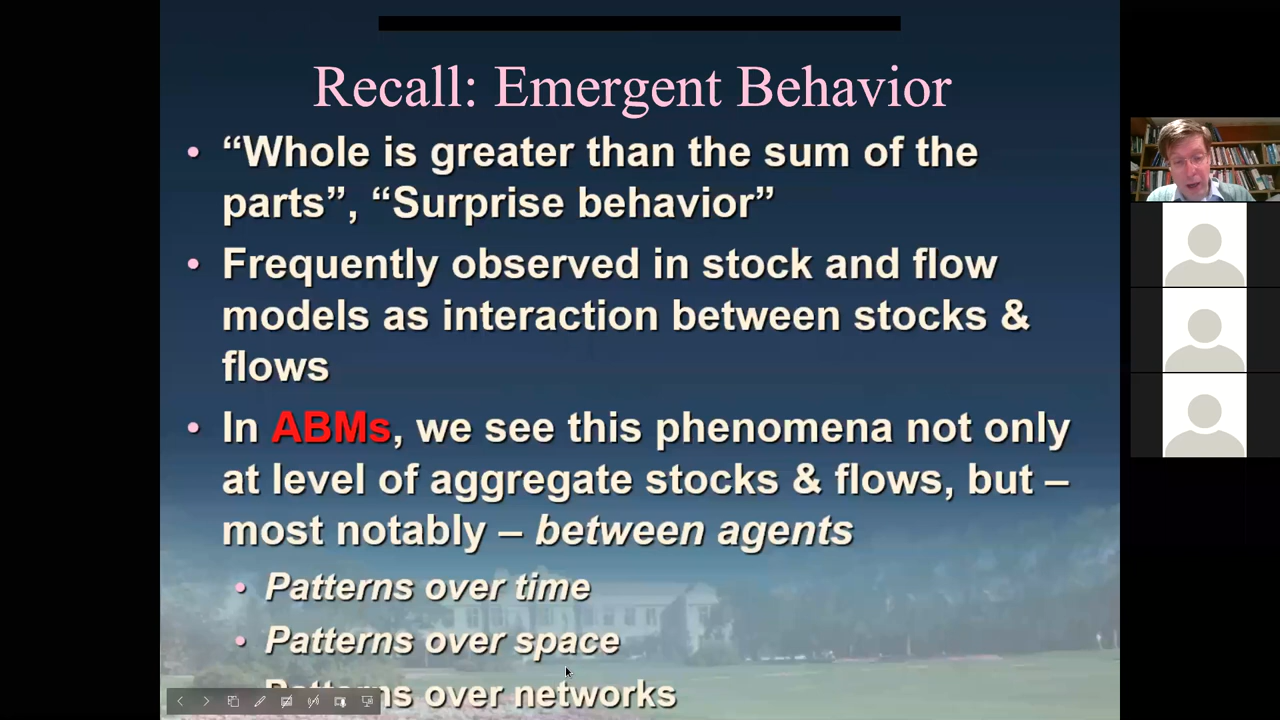 Recall: Emergent Behavior
• “Whole is greater than the sum of the
parts”, “Surprise behavior”
• Frequently observed in stock and flow
models as interaction between stocks &
flows
• In ABMs, we see this phenomena not only
at level of aggregate stocks & flows, but –
most notably – between agents
• Patterns over time
• Patterns over space
Patterns over networks